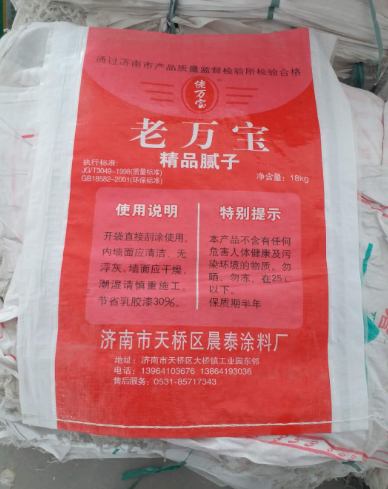 通过济南市产品质量监督检验所检验合格
佬万宝
老万宝
精品腻子
执行标准:
JG/T3049-1998(质量标准)
GB18582-2001(环保标准)
净含量: 18kg
使用说明
开袋直接刮涂使用,
内墙面应清洁、无
浮灰,墙面应干燥,
潮湿请慎重施工。
节省乳胶漆30%。
特别提示
本产品不含有任何
危害人体健康及污
染环境的物质。勿
晒、勿冻、在25℃
以下。
保质期半年
济南市天桥区晨泰涂料厂
地址: 济南市天桥区大桥镇工业园东邻
电话: 13964103676 13864193036
售后服务: 0531-85717343